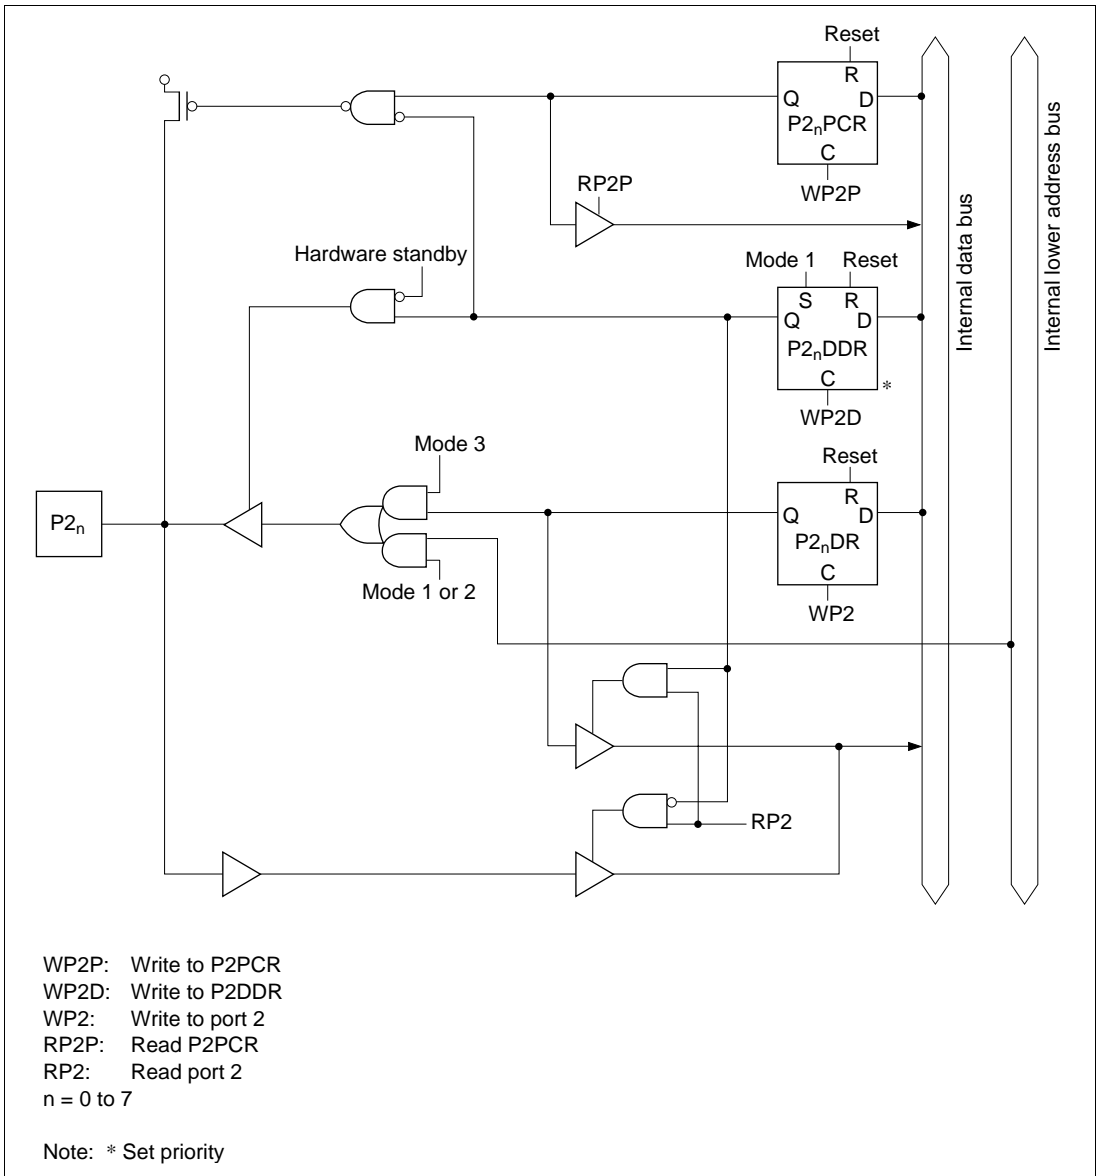 Reset
R
Q D
P2nPCR
C
WP2P
RP2P
Hardware standby
Mode 1 Reset
S R
Q D
P2nDDR
C
*
WP2D
Mode 3
Reset
R
Q D
P2nDR
C
WP2
P2n
Mode 1 or 2
RP2
Internal data bus
Internal lower address bus
WP2P: Write to P2PCR
WP2D: Write to P2DDR
WP2: Write to port 2
RP2P: Read P2PCR
RP2: Read port 2
n = 0 to 7
Note: * Set priority